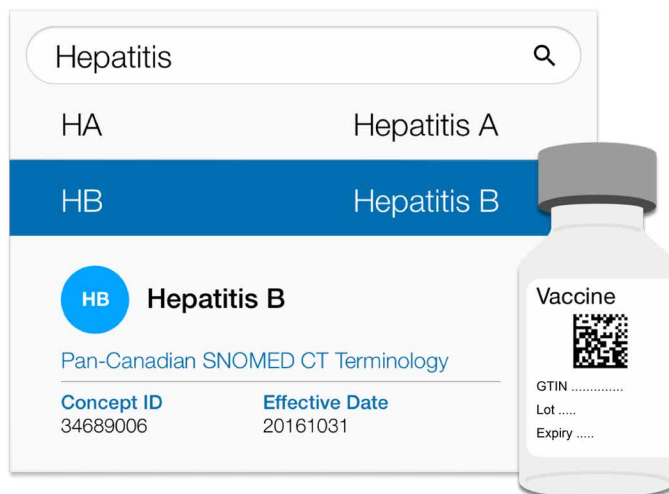 Hepatitis
HA Hepatitis A
HB Hepatitis B
HB Hepatitis B
Pan-Canadian SNOMED CT Terminology
Concept ID Effective Date
34689006 20161031
Vaccine
GTIN ..............
Lot .....
Expiry .....